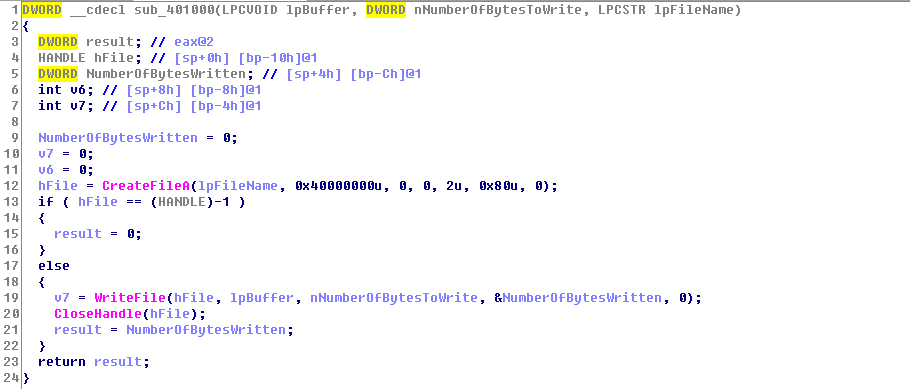 1 DWORD __cdecl sub_401000(LPCVOID lpBuffer, DWORD nNumberOfBytesToWrite, LPCSTR lpFileName)
2 {
3 DWORD result; // eax@2
4 HANDLE hFile; // [sp+0h] [bp-10h]@1
5 DWORD NumberOfBytesWritten; // [sp+4h] [bp-Ch]@1
6 int v6; // [sp+8h] [bp-8h]@1
7 int v7; // [sp+Ch] [bp-4h]@1
8
9 NumberOfBytesWritten = 0;
10 v7 = 0;
11 v6 = 0;
12 hFile = CreateFileA(lpFileName, 0x40000000u, 0, 0, 2u, 0x80u, 0);
13 if ( hFile == (HANDLE)-1 )
14 {
15 result = 0;
16 }
17 else
18 {
19 v7 = WriteFile(hFile, lpBuffer, nNumberOfBytesToWrite, &NumberOfBytesWritten, 0);
20 CloseHandle(hFile);
21 result = NumberOfBytesWritten;
22 }
23 return result;
24 }